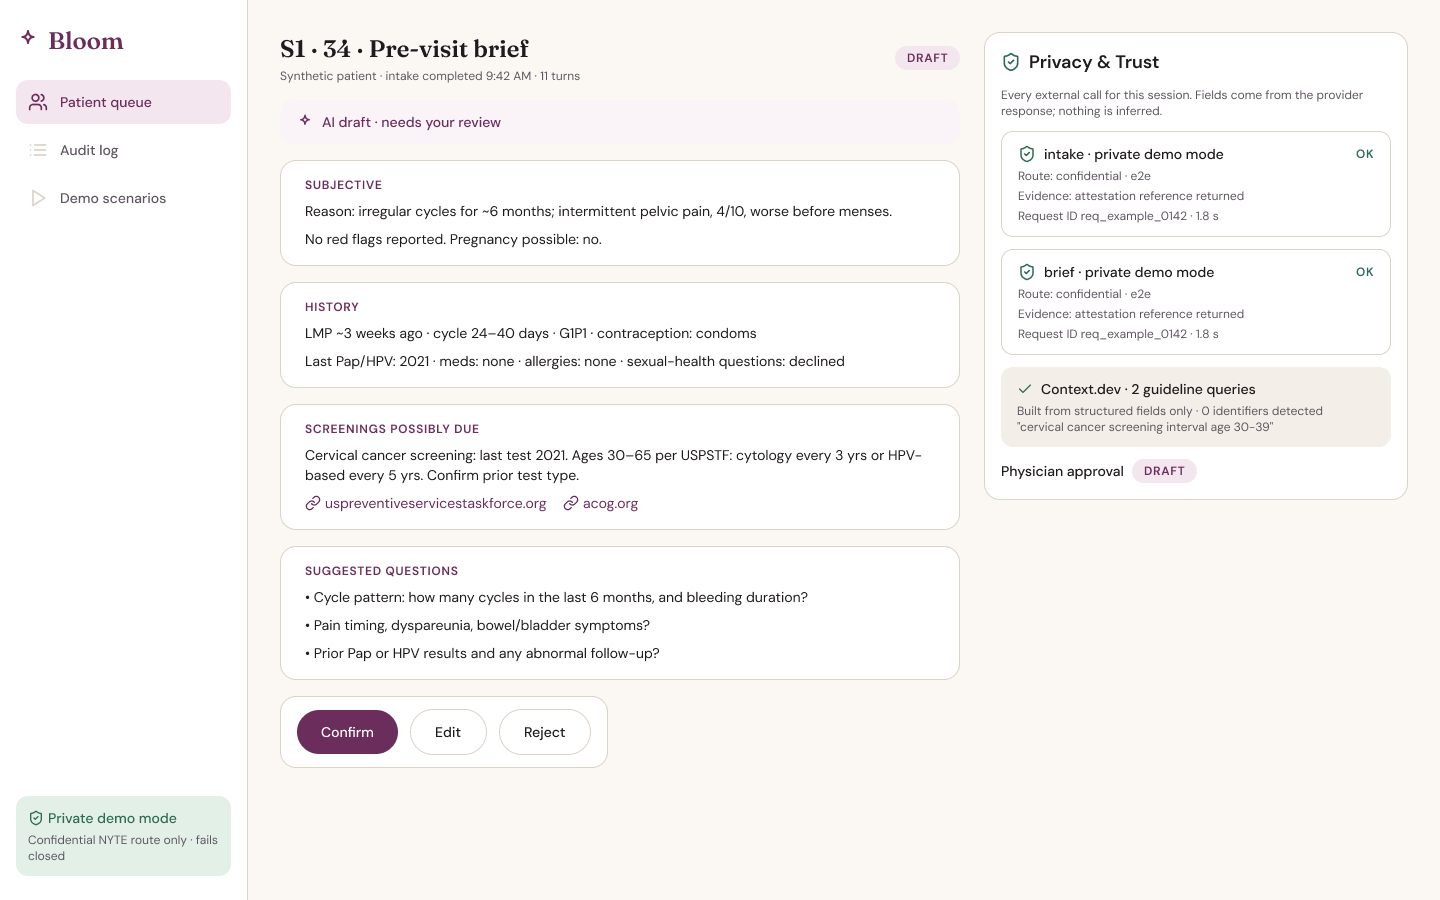 Bloom
Patient queue
Audit log
Demo scenarios
Private demo mode
Confidential NYTE route only · fails
closed
S1 · 34 · Pre-visit brief
Synthetic patient · intake completed 9:42 AM · 11 turns
DRAFT
AI draft · needs your review
SUBJECTIVE
Reason: irregular cycles for ~6 months; intermittent pelvic pain, 4/10, worse before menses.
No red flags reported. Pregnancy possible: no.
HISTORY
LMP ~3 weeks ago · cycle 24–40 days · G1P1 · contraception: condoms
Last Pap/HPV: 2021 · meds: none · allergies: none · sexual-health questions: declined
SCREENINGS POSSIBLY DUE
Cervical cancer screening: last test 2021. Ages 30–65 per USPSTF: cytology every 3 yrs or HPV-
based every 5 yrs. Confirm prior test type.
uspreventiveservicestaskforce.org acog.org
SUGGESTED QUESTIONS
• Cycle pattern: how many cycles in the last 6 months, and bleeding duration?
• Pain timing, dyspareunia, bowel/bladder symptoms?
• Prior Pap or HPV results and any abnormal follow-up?
Confirm Edit Reject
Privacy & Trust
Every external call for this session. Fields come from the provider
response; nothing is inferred.
intake · private demo mode OK
Route: confidential · e2e
Evidence: attestation reference returned
Request ID req_example_0142 · 1.8 s
brief · private demo mode OK
Route: confidential · e2e
Evidence: attestation reference returned
Request ID req_example_0142 · 1.8 s
Context.dev · 2 guideline queries
Built from structured fields only · 0 identifiers detected
"cervical cancer screening interval age 30-39"
Physician approval DRAFT